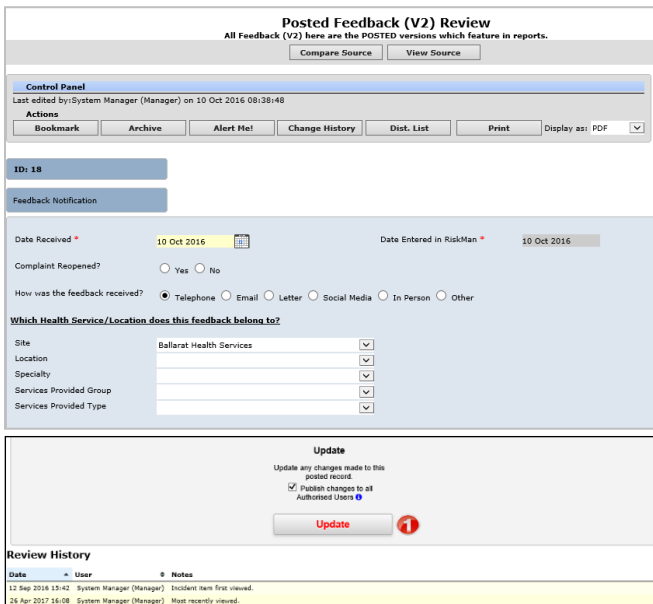 Posted Feedback (V2) Review
All Feedback (V2) here are the POSTED versions which feature in reports.
Compare Source View Source
Control Panel
Last edited by:System Manager (Manager) on 10 Oct 2016 08:38:48
Actions
Bookmark Archive Alert Me! Change History Dist. List Print Display as: PDF
ID: 18
Feedback Notification
Date Received * 10 Oct 2016 Date Entered in RiskMan * 10 Oct 2016
Complaint Reopened? Yes No
How was the feedback received? Telephone Email Letter Social Media In Person Other
Which Health Service/Location does this feedback belong to?
Site Ballarat Health Services
Location
Specialty
Services Provided Group
Services Provided Type
Update
Update any changes made to this
posted record.
Publish changes to all
Authorised Users
Update 1
Review History
Date User Notes
12 Sep 2016 15:42 System Manager (Manager) Incident item first viewed.
26 Apr 2017 16:08 System Manager (Manager) Most recently viewed.